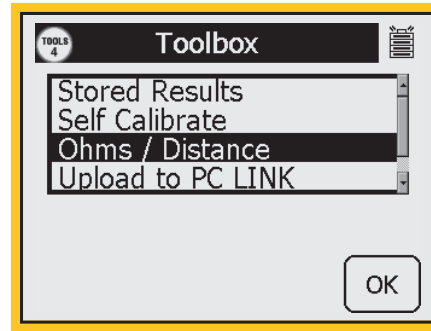 TOOLS
4
Toolbox
Stored Results
Self Calibrate
Ohms / Distance
Upload to PC LINK
OK